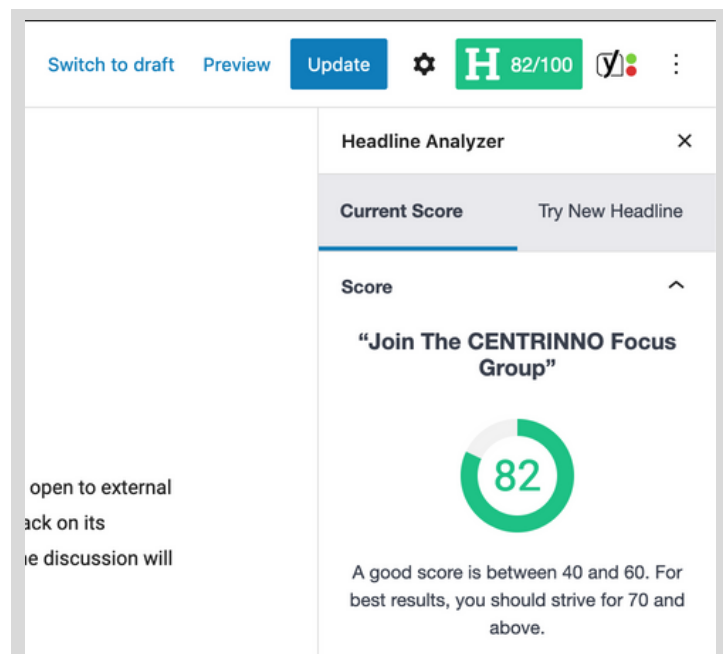 Switch to draft Preview Update H 82/100
Headline Analyzer
Current Score Try New Headline
Score
“Join The CENTRINNO Focus
Group”
82
open to external
ack on its
discussion will
A good score is between 40 and 60. For
best results, you should strive for 70 and
above.